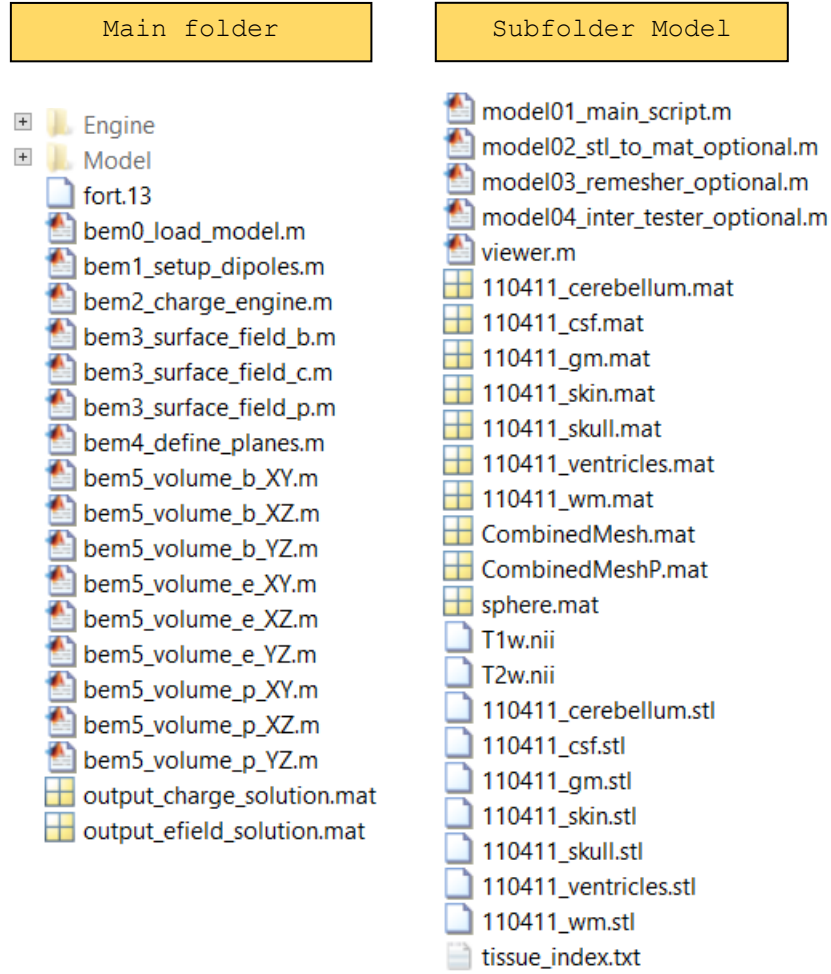 Main folder
Engine
Model
fort.13
bem0_load_model.m
bem1_setup_dipoles.m
bem2_charge_engine.m
bem3_surface_field_b.m
bem3_surface_field_c.m
bem3_surface_field_p.m
bem4_define_planes.m
bem5_volume_b_XY.m
bem5_volume_b_XZ.m
bem5_volume_b_YZ.m
bem5_volume_e_XY.m
bem5_volume_e_XZ.m
bem5_volume_e_YZ.m
bem5_volume_p_XY.m
bem5_volume_p_XZ.m
bem5_volume_p_YZ.m
output_charge_solution.mat
output_efield_solution.mat
Subfolder Model
model01_main_script.m
model02_stl_to_mat_optional.m
model03_remesher_optional.m
model04_inter_tester_optional.m
viewer.m
110411_cerebellum.mat
110411_csf.mat
110411_gm.mat
110411_skin.mat
110411_skull.mat
110411_ventricles.mat
110411_wm.mat
CombinedMesh.mat
CombinedMeshP.mat
sphere.mat
T1w.nii
T2w.nii
110411_cerebellum.stl
110411_csf.stl
110411_gm.stl
110411_skin.stl
110411_skull.stl
110411_ventricles.stl
110411_wm.stl
tissue_index.txt